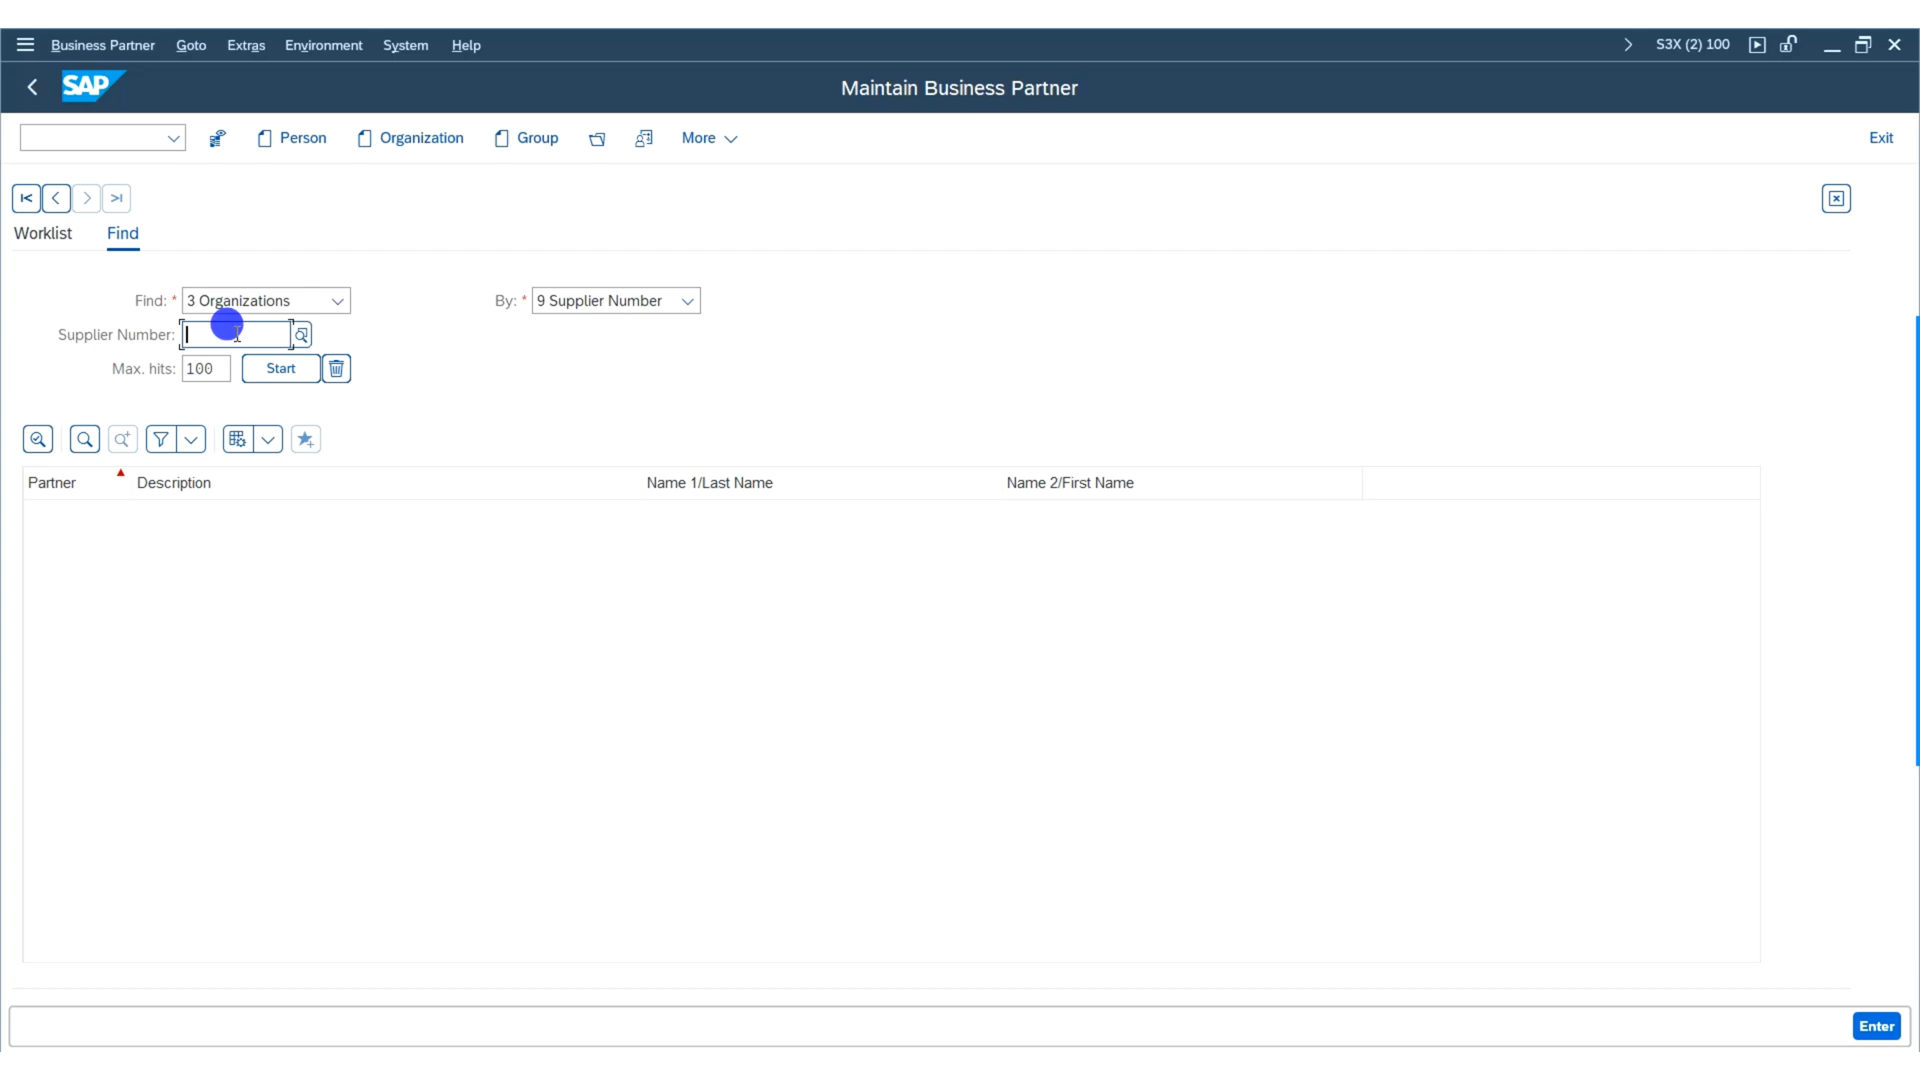 Business Partner Goto Extras Environment System Help S3X (2) 100
SAP Maintain Business Partner
Person Organization Group More Exit
Worklist Find
Find: * 3 Organizations By: * 9 Supplier Number
Supplier Number:
Max. hits: 100 Start
Partner Description Name 1/Last Name Name 2/First Name
Enter